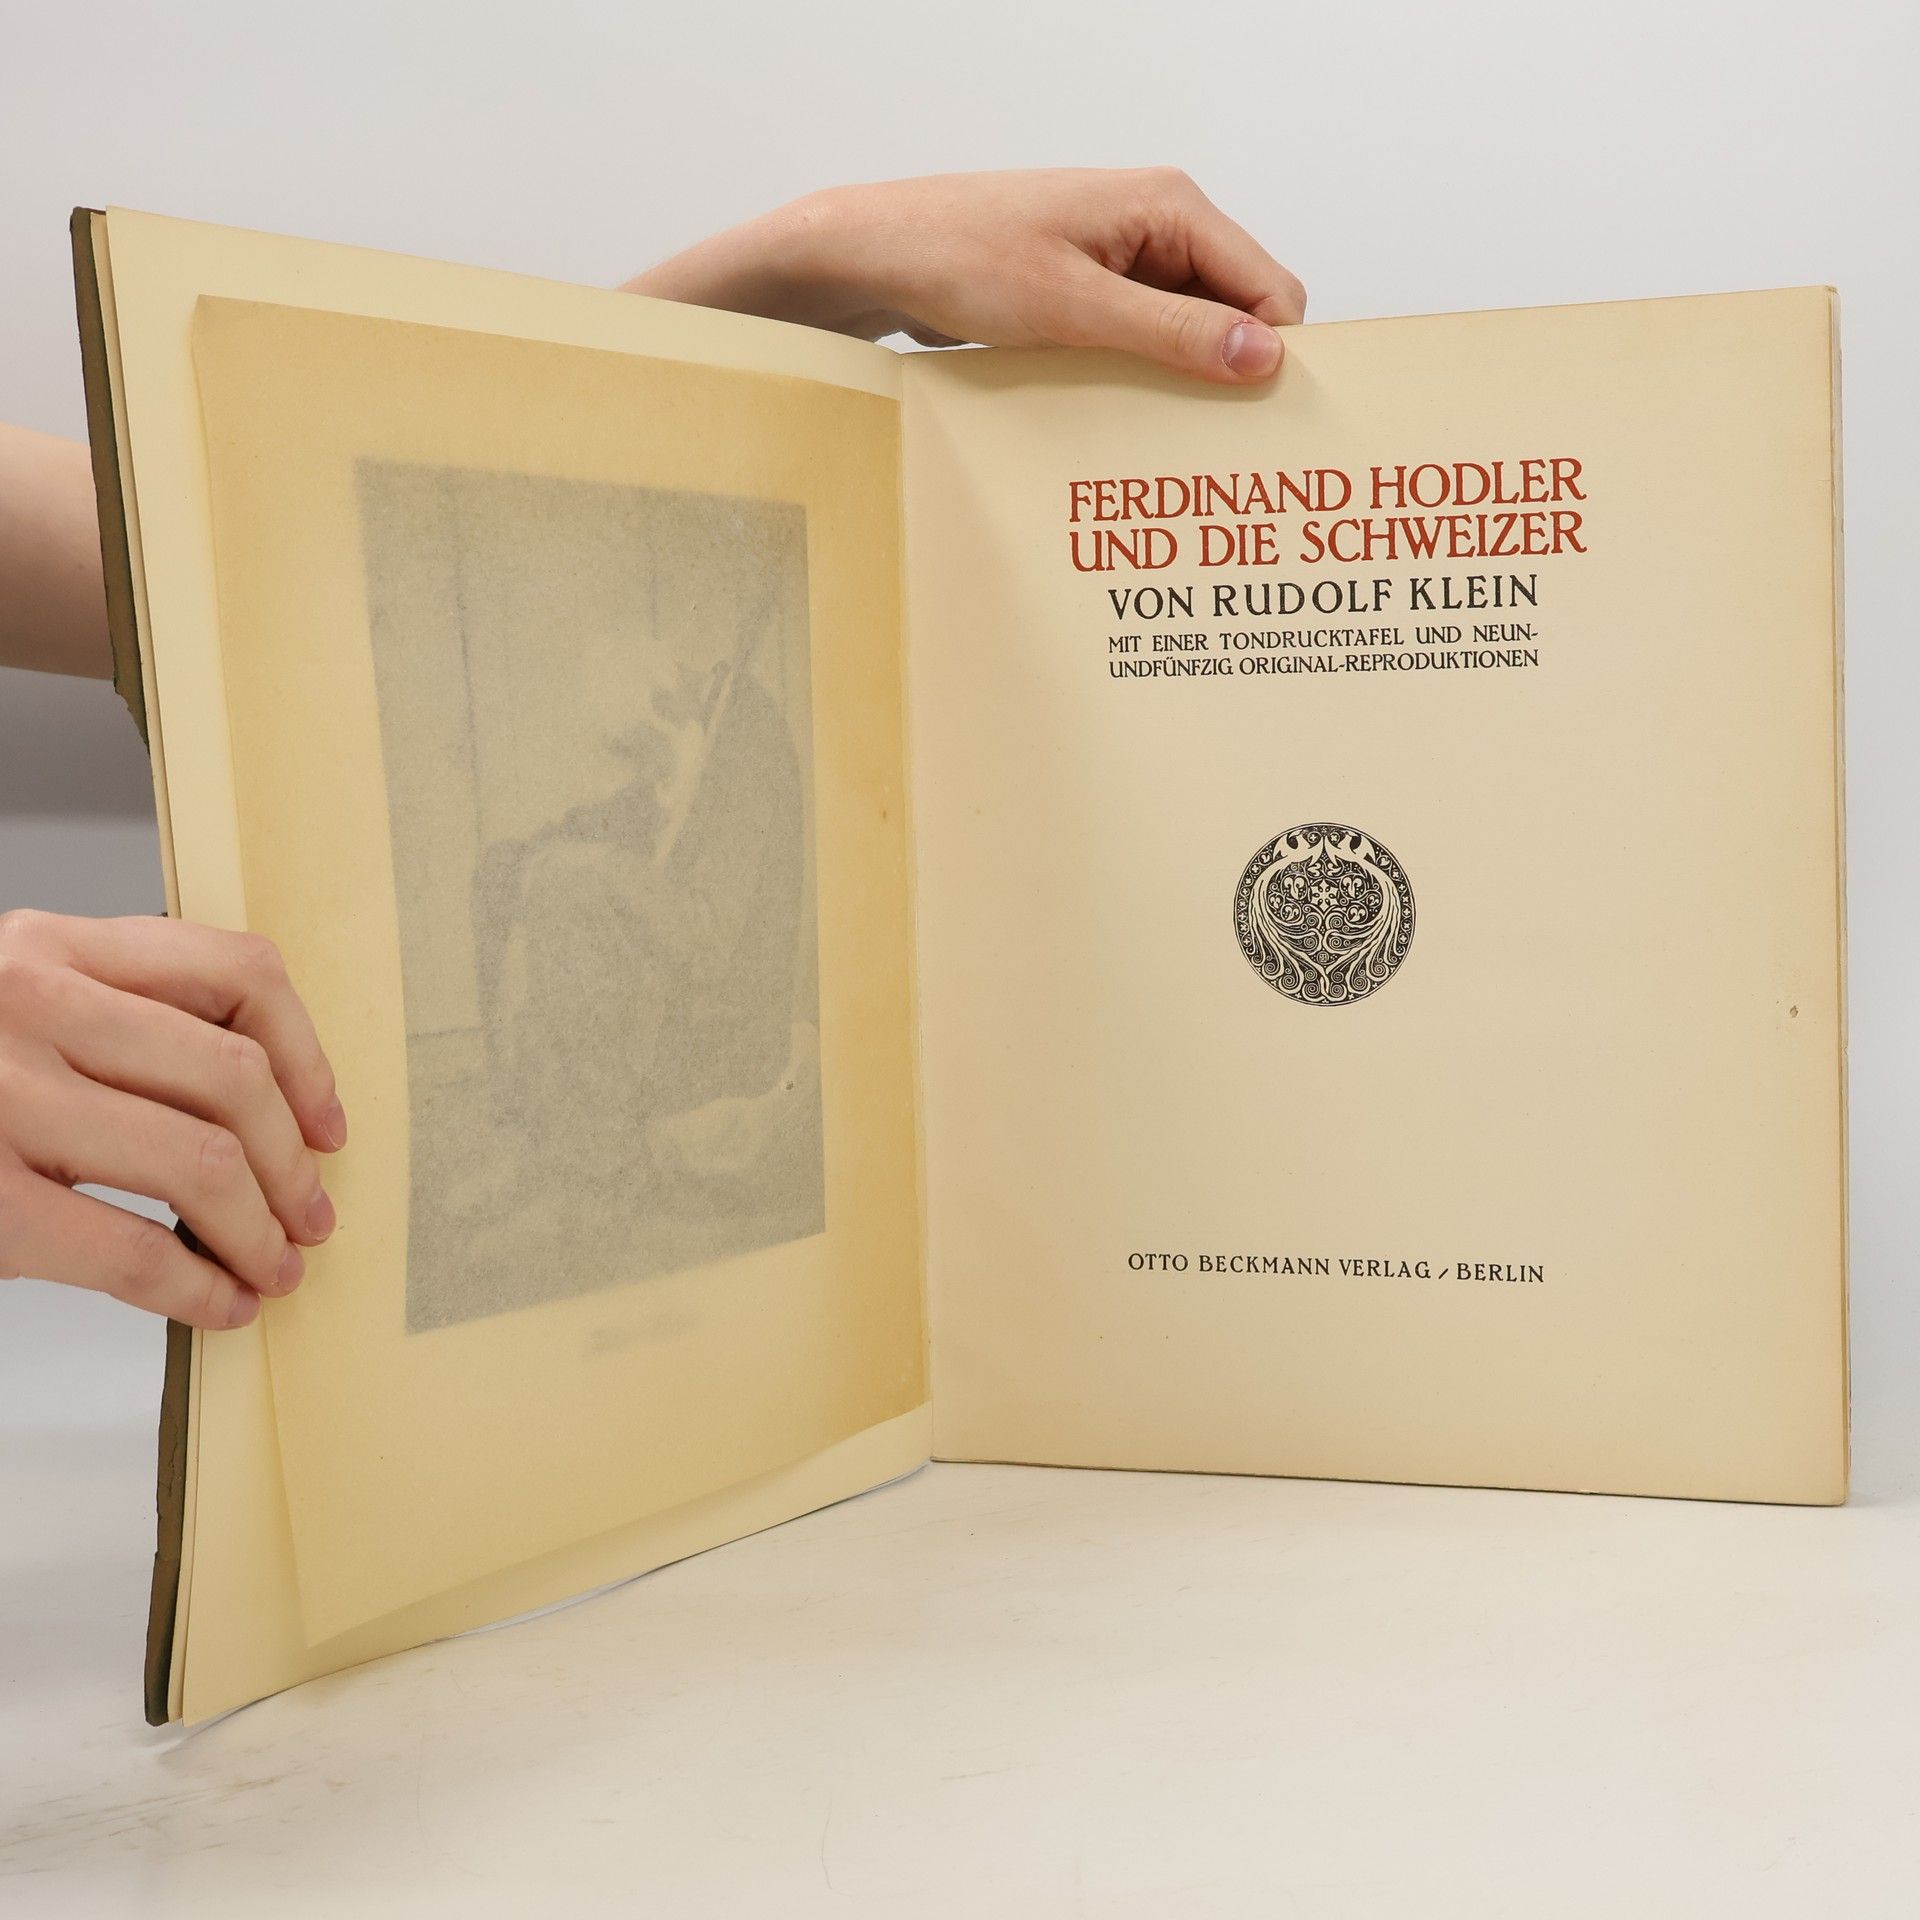 FERDINAND HODLER
UND DIE SCHWEIZER
VON RUDOLF KLEIN
MIT EINER TONDRUCKTAFEL UND NEUN-
UNDFÜNFZIG ORIGINAL-REPRODUKTIONEN
OTTO BECKMANN VERLAG / BERLIN